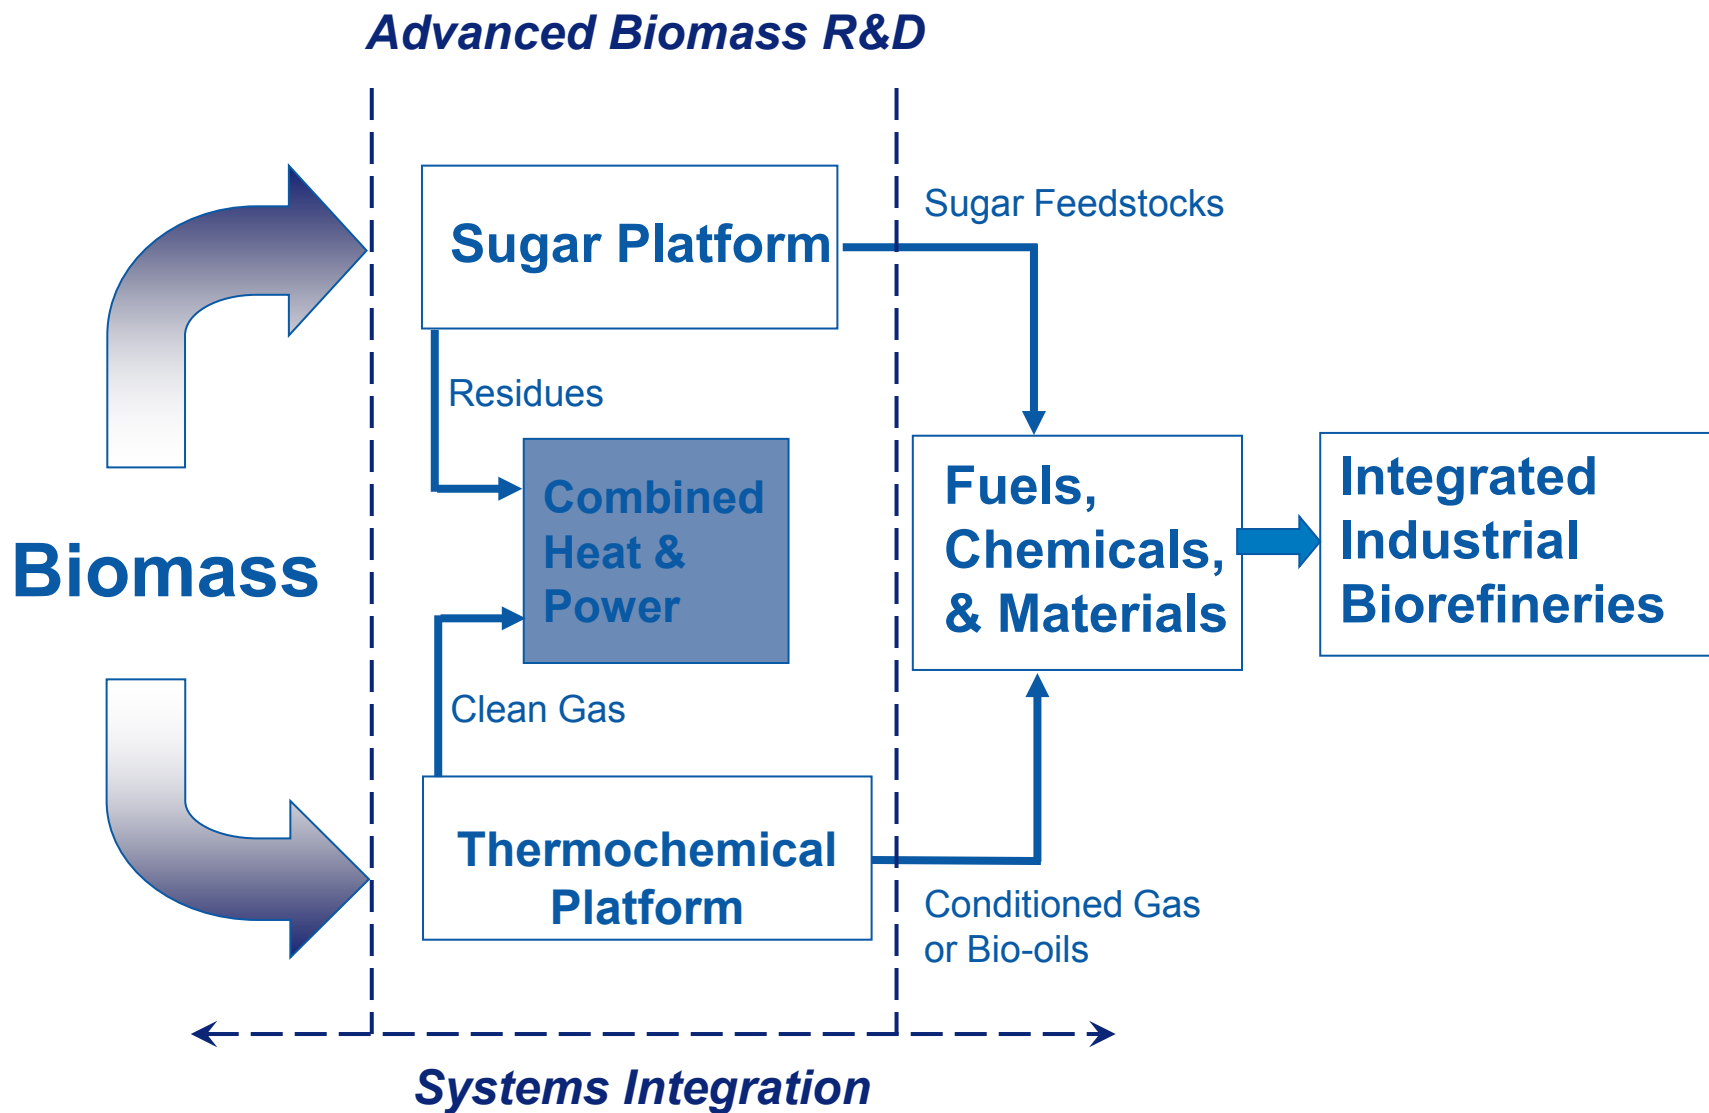 Advanced Biomass R&D
Sugar Platform
Sugar Feedstocks
Residues
Combined
Heat &
Power
Biomass
Fuels,
Chemicals,
& Materials
Integrated
Industrial
Biorefineries
Clean Gas
Thermochemical
Platform
Conditioned Gas
or Bio-oils
Systems Integration